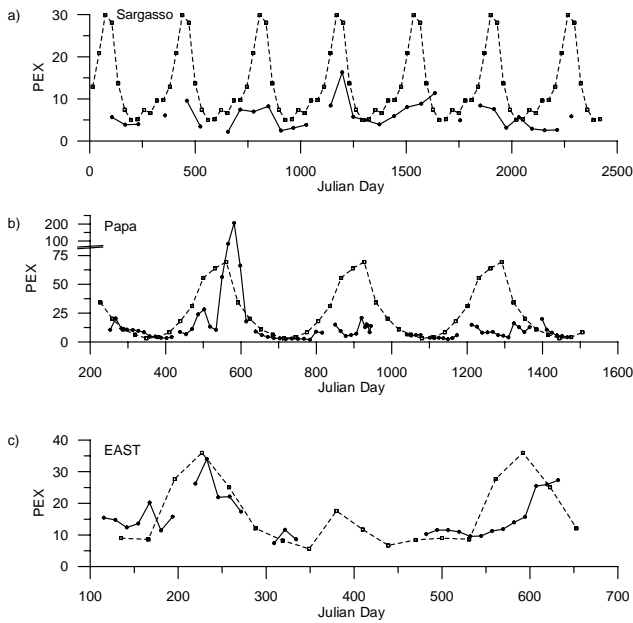 a)
Sargasso
30
20
10
0
PEX
0 500 1000 1500 2000 2500
Julian Day
b)
Papa
200
100
75
50
25
0
PEX
200 400 600 800 1000 1200 1400 1600
Julian Day
c)
EAST
40
30
20
10
0
PEX
100 200 300 400 500 600 700
Julian Day